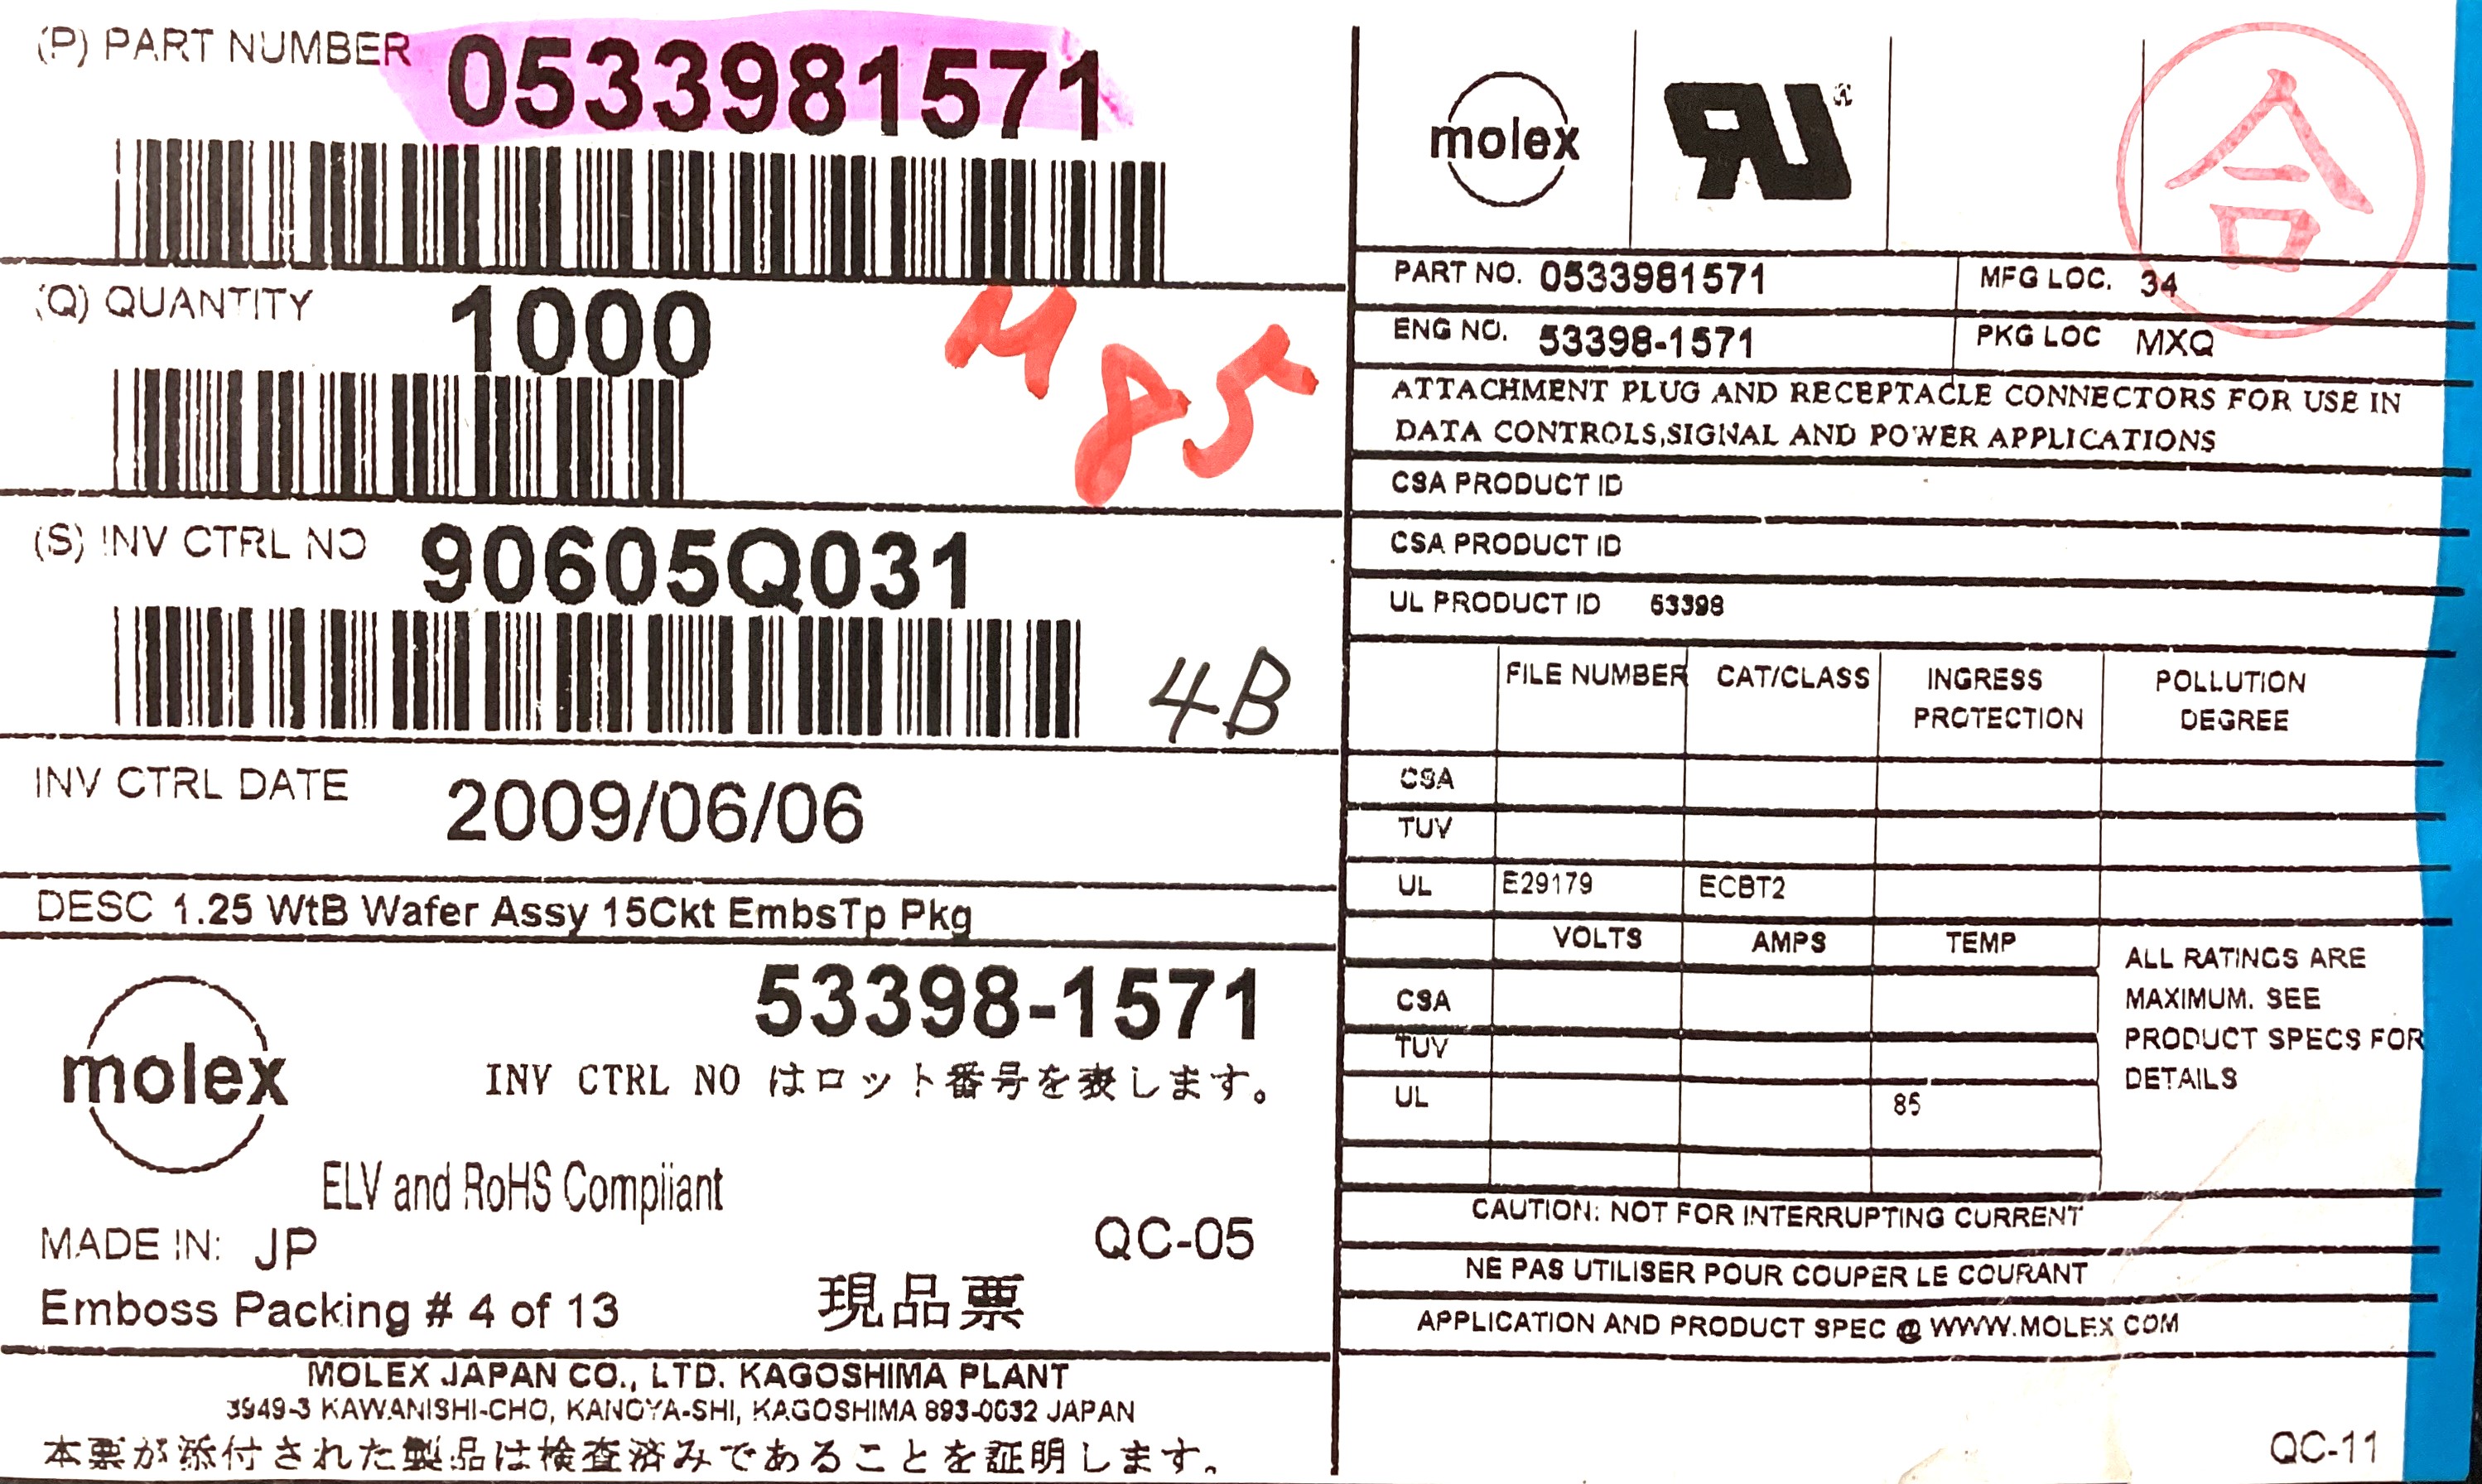 (P) PART NUMBER 0533981571
(Q) QUANTITY 1000
M85
(S) INV CTRL NO 90605Q031
4B
INV CTRL DATE 2009/06/06
DESC 1.25 WtB Wafer Assy 15Ckt EmbsTp Pkg
53398-1571
molex
INV CTRL NO はロット番号を表します。
ELV and RoHS Compliant
MADE IN: JP QC-05
Emboss Packing # 4 of 13 現品票
MOLEX JAPAN CO., LTD. KAGOSHIMA PLANT
3949-3 KAWANISHI-CHO, KANOYA-SHI, KAGOSHIMA 893-0032 JAPAN
本票が添付された製品は検査済みであることを証明します。
molex RU ® 合
PART NO. 0533981571 MFG LOC. 34
ENG NO. 53398-1571 PKG LOC MXQ
ATTACHMENT PLUG AND RECEPTACLE CONNECTORS FOR USE IN
DATA CONTROLS,SIGNAL AND POWER APPLICATIONS
CSA PRODUCT ID
CSA PRODUCT ID
UL PRODUCT ID 53398
FILE NUMBER CAT/CLASS INGRESS PROTECTION POLLUTION DEGREE
CSA
TUV
UL E29179 ECBT2
VOLTS AMPS TEMP
CSA
TUV
UL 85
ALL RATINGS ARE
MAXIMUM. SEE
PRODUCT SPECS FOR
DETAILS
CAUTION: NOT FOR INTERRUPTING CURRENT
NE PAS UTILISER POUR COUPER LE COURANT
APPLICATION AND PRODUCT SPEC @ WWW.MOLEX COM
QC-11